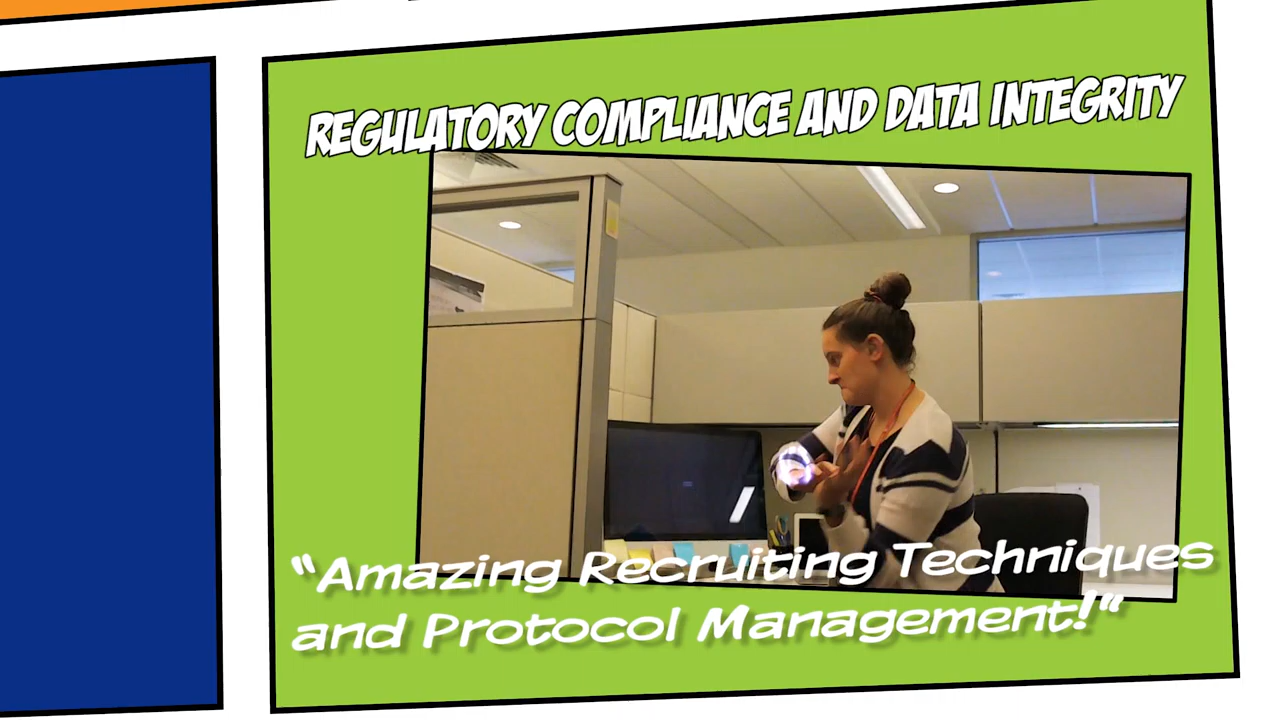 REGULATORY COMPLIANCE AND DATA INTEGRITY
“Amazing Recruiting Techniques
and Protocol Management!”